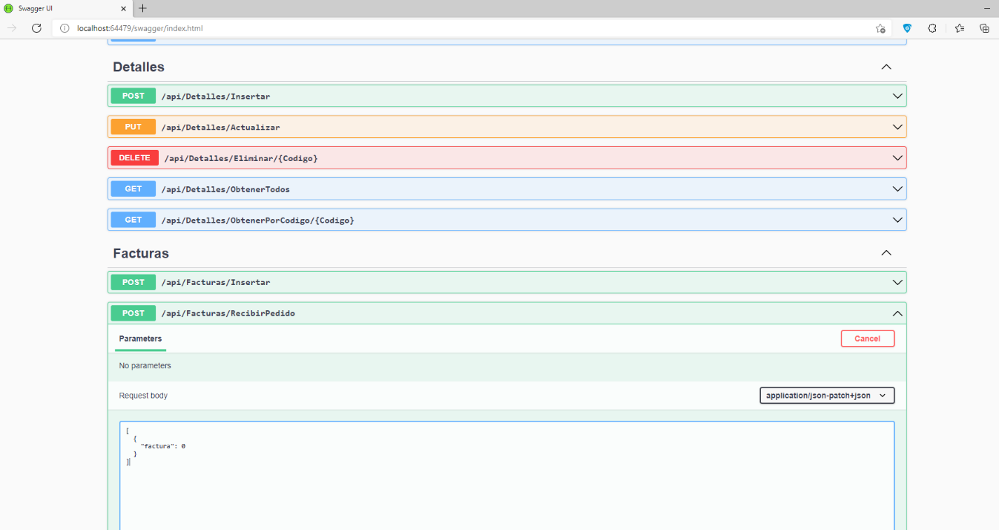 Swagger UI
localhost:64479/swagger/index.html
Detalles
POST /api/Detalles/Insertar
PUT /api/Detalles/Actualizar
DELETE /api/Detalles/Eliminar/{Codigo}
GET /api/Detalles/ObtenerTodos
GET /api/Detalles/ObtenerPorCodigo/{Codigo}
Facturas
POST /api/Facturas/Insertar
POST /api/Facturas/RecibirPedido
Parameters Cancel
No parameters
Request body application/json-patch+json
[
{
"factura": 0
}
]